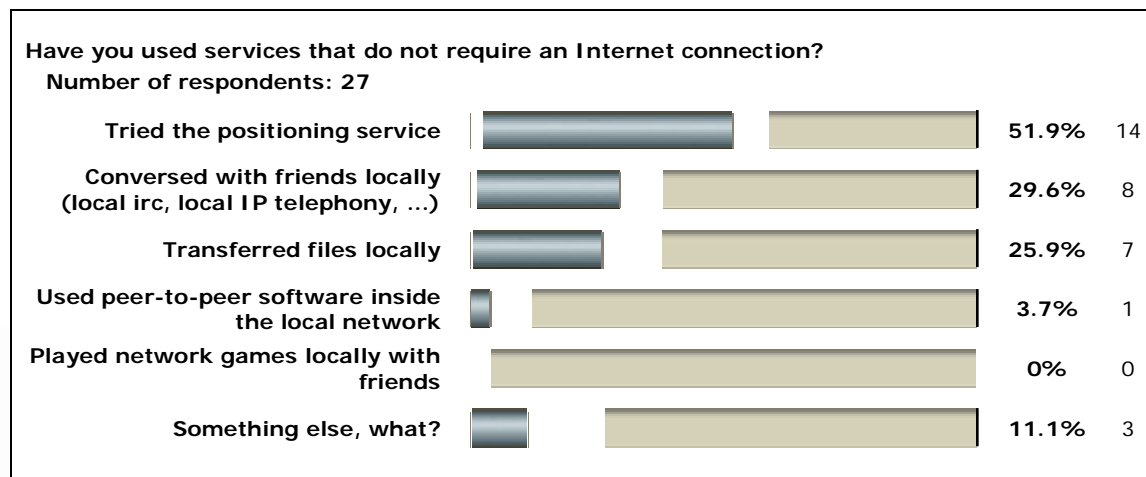 Have you used services that do not require an Internet connection?
Number of respondents: 27
Tried the positioning service 51.9% 14
Conversed with friends locally
(local irc, local IP telephony, ...) 29.6% 8
Transferred files locally 25.9% 7
Used peer-to-peer software inside
the local network 3.7% 1
Played network games locally with
friends 0% 0
Something else, what? 11.1% 3